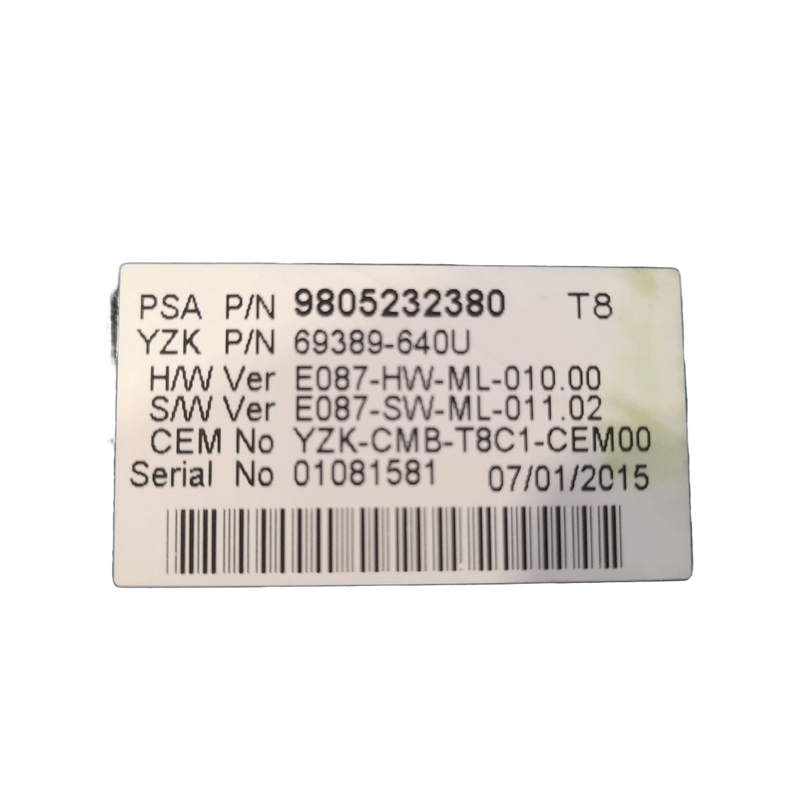 PSA P/N 9805232380 T8
YZK P/N 69389-640U
H/W Ver E087-HW-ML-010.00
S/W Ver E087-SW-ML-011.02
CEM No YZK-CMB-T8C1-CEM00
Serial No 01081581 07/01/2015